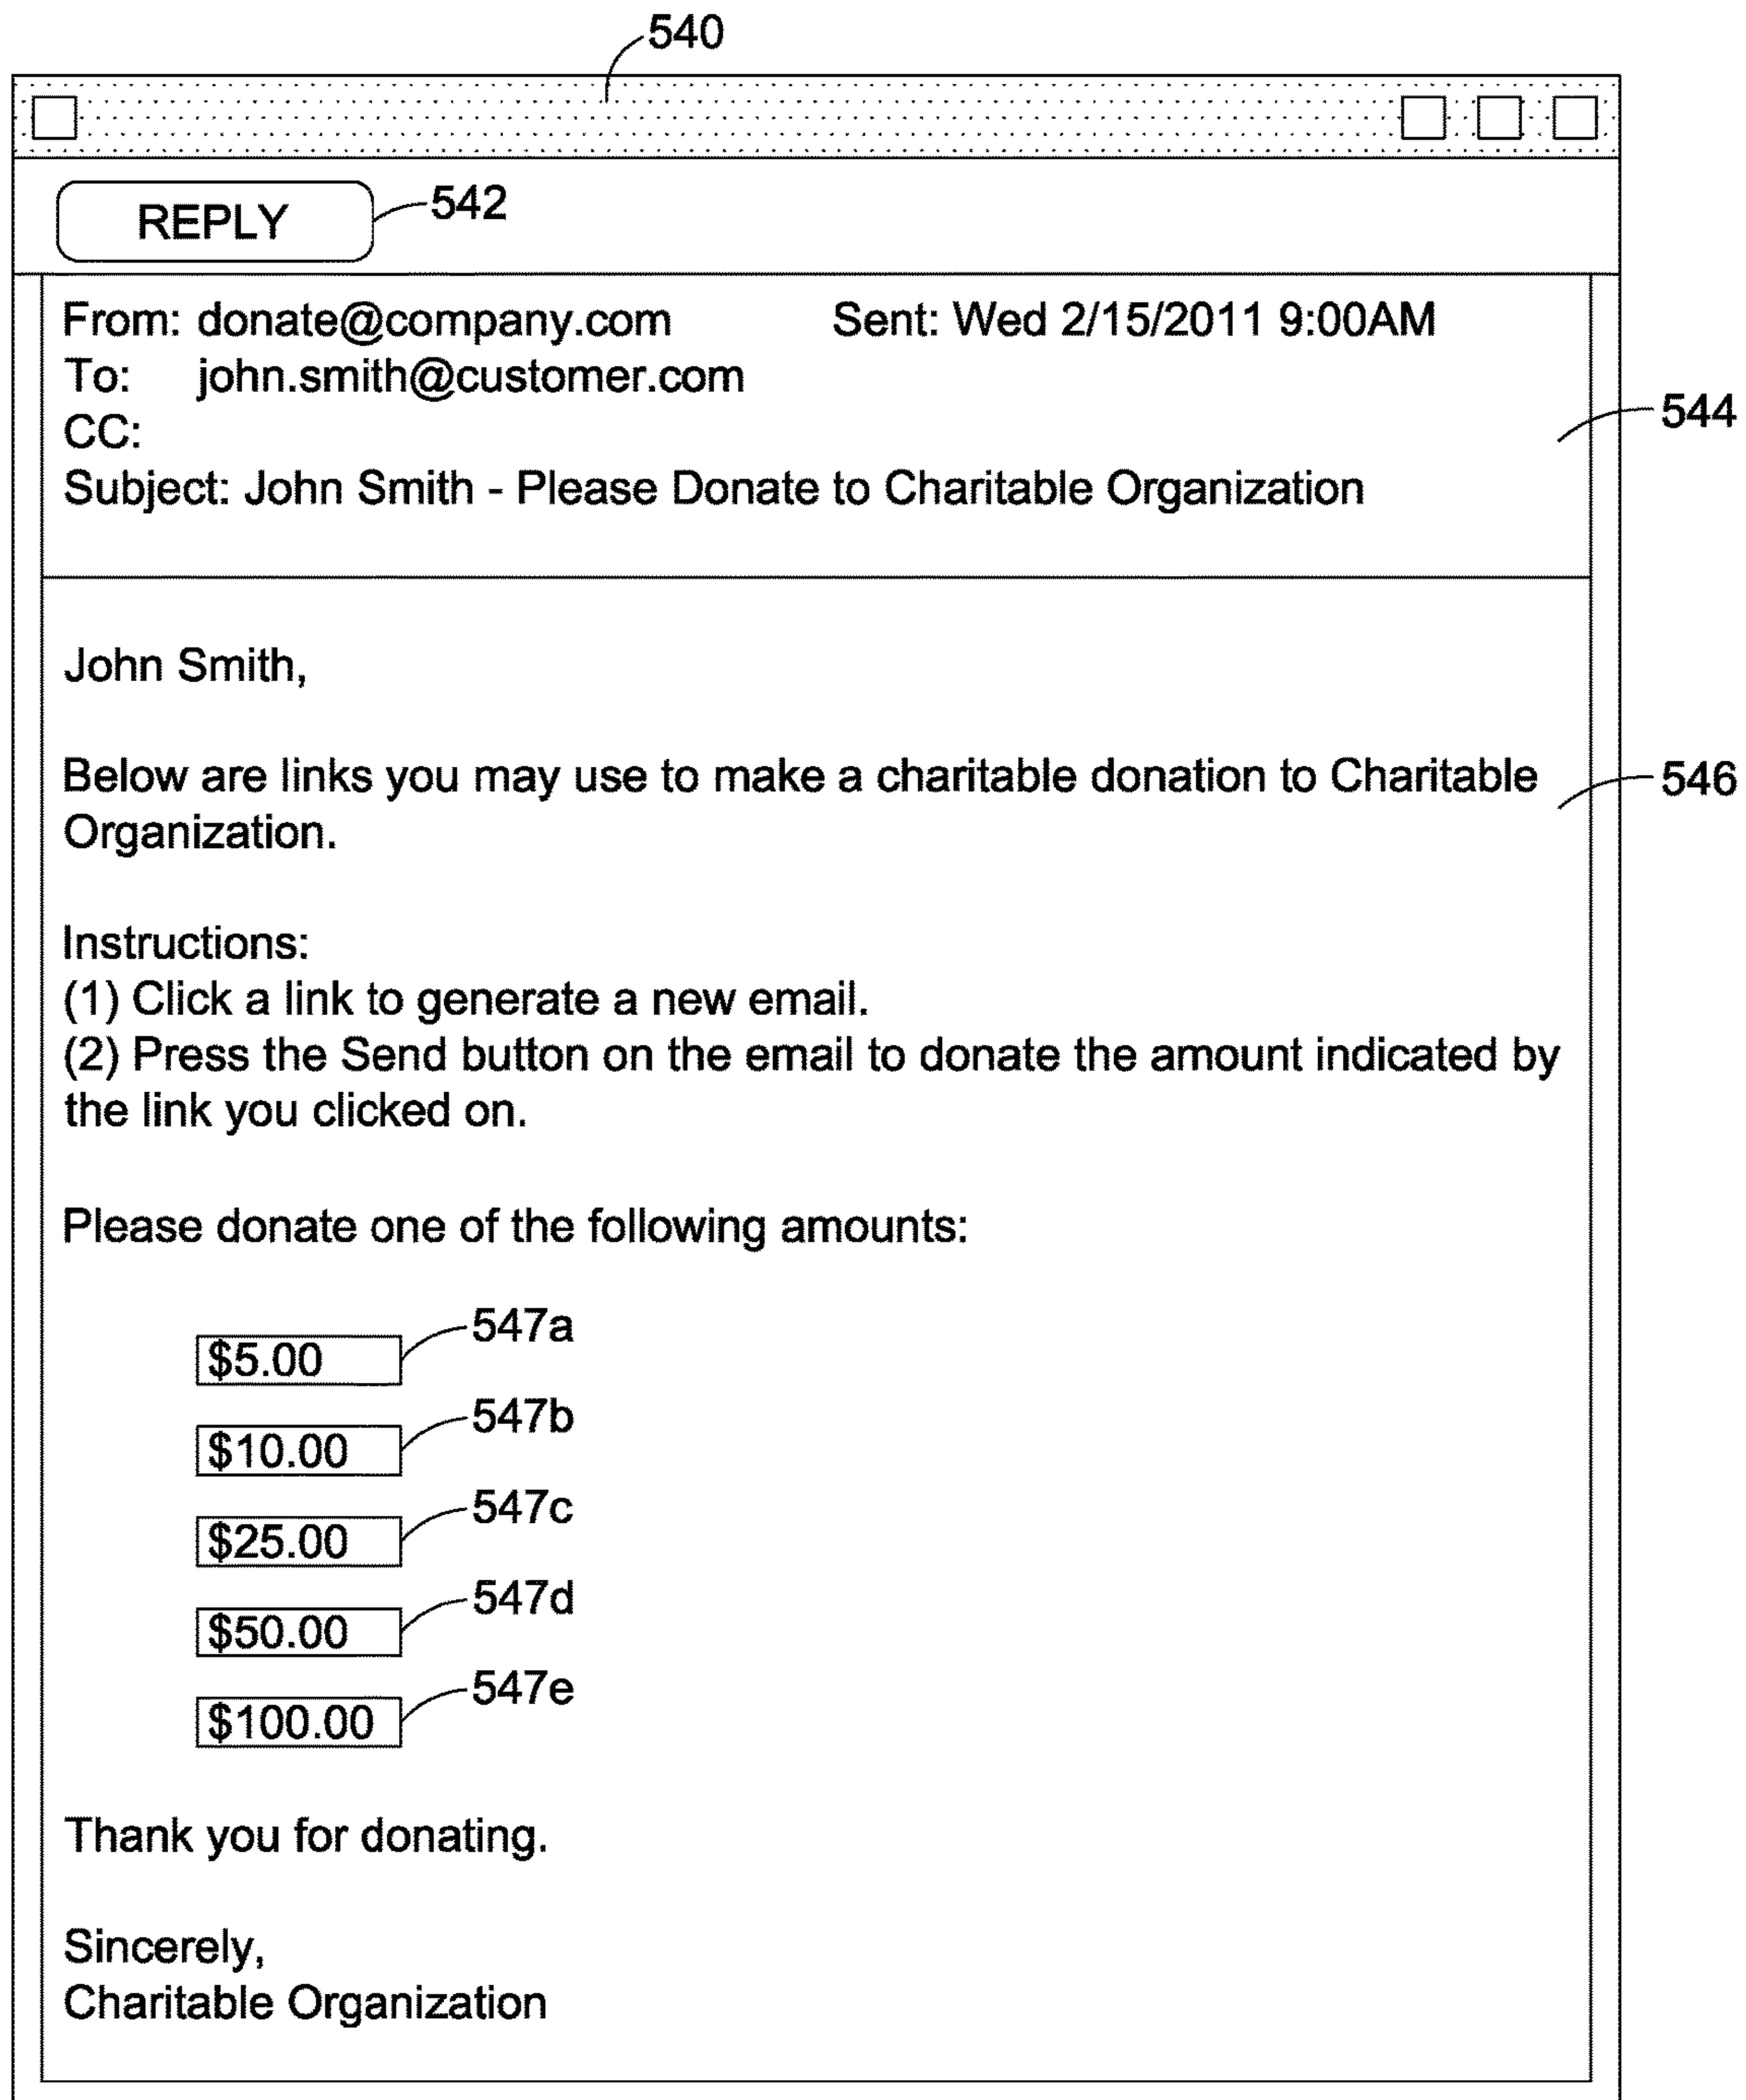 540
REPLY 542
From: donate@company.com Sent: Wed 2/15/2011 9:00AM
To: john.smith@customer.com
CC:
544
Subject: John Smith - Please Donate to Charitable Organization
John Smith,
Below are links you may use to make a charitable donation to Charitable
546
Organization.
Instructions:
(1) Click a link to generate a new email.
(2) Press the Send button on the email to donate the amount indicated by
the link you clicked on.
Please donate one of the following amounts:
547a
$5.00
547b
$10.00
547c
$25.00
547d
$50.00
547e
$100.00
Thank you for donating.
Sincerely,
Charitable Organization